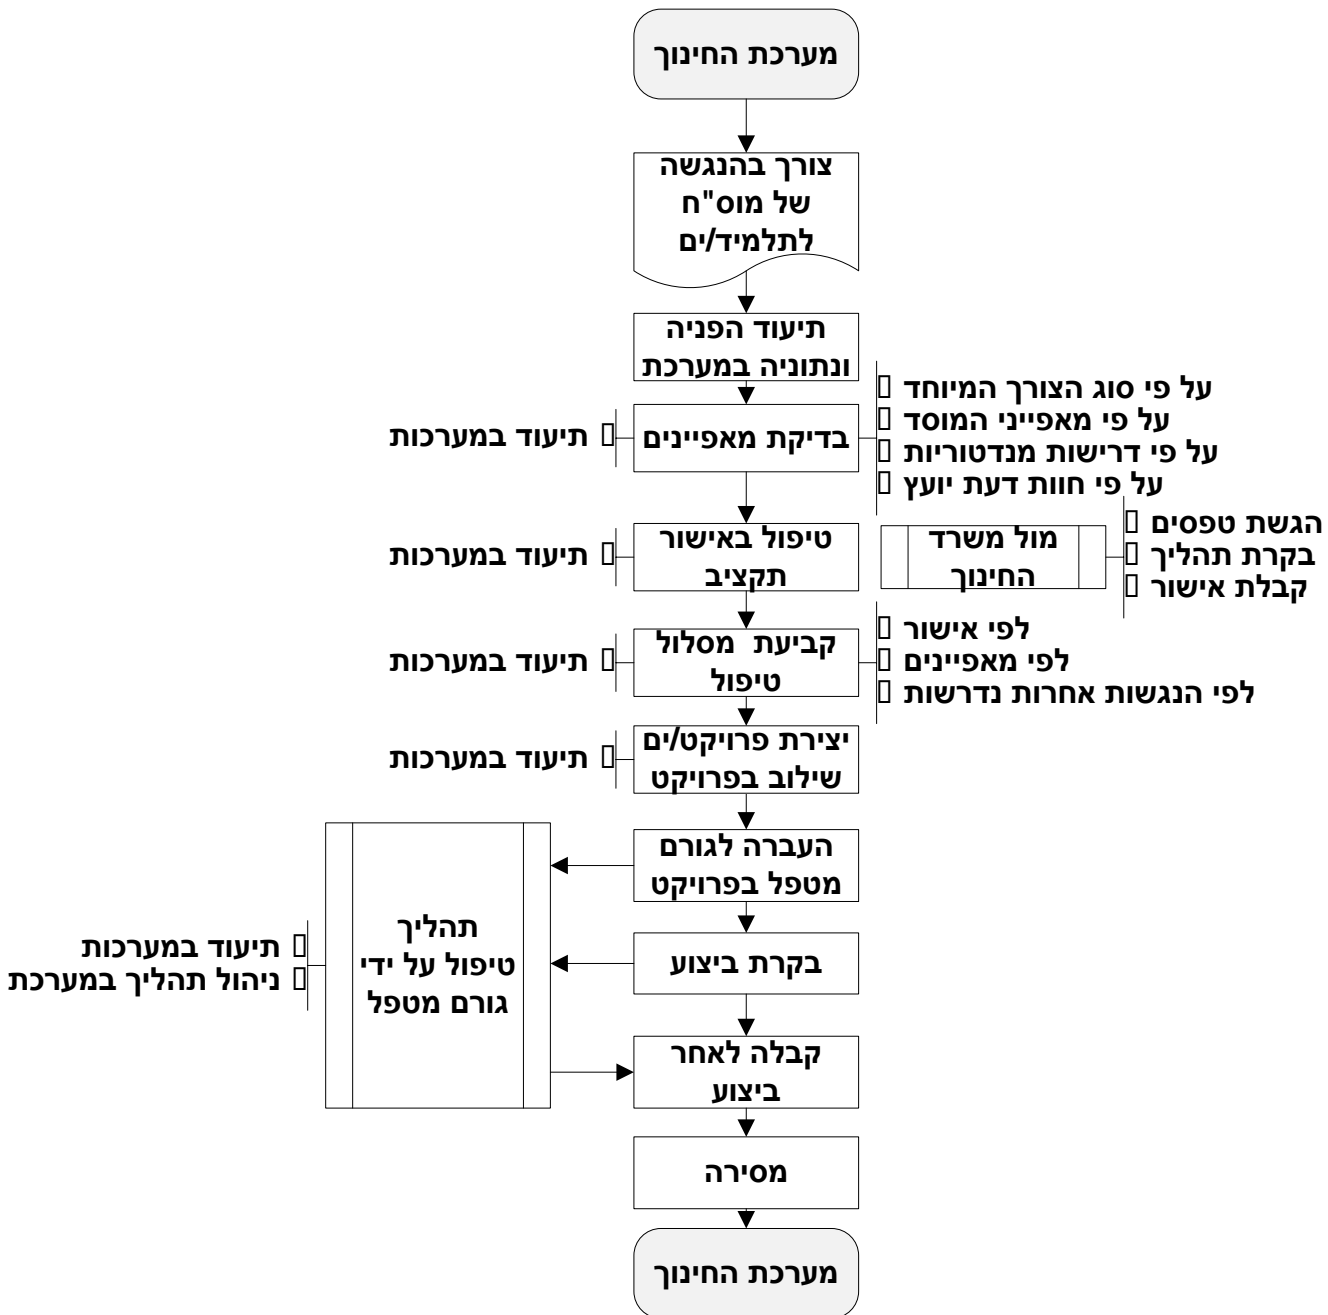 מערכת החינוך
צורך בהנגשה
של מוס"ח
לתלמיד/ים
תיעוד הפניה
ונתוניה במערכת
בדיקת מאפיינים
על פי סוג הצורך המיוחד
על פי מאפייני המוסד
על פי דרישות מנדטוריות
על פי חוות דעת יועץ
תיעוד במערכות
טיפול באישור
תקציב
מול משרד
החינוך
הגשת טפסים
בקרת תהליך
קבלת אישור
תיעוד במערכות
קביעת מסלול
טיפול
לפי אישור
לפי מאפיינים
לפי הנגשות אחרות נדרשות
תיעוד במערכות
יצירת פרויקט/ים
שילוב בפרויקט
תיעוד במערכות
העברה לגורם
מטפל בפרויקט
תהליך
טיפול על ידי
גורם מטפל
תיעוד במערכות
ניהול תהליך במערכת
בקרת ביצוע
קבלה לאחר
ביצוע
מסירה
מערכת החינוך